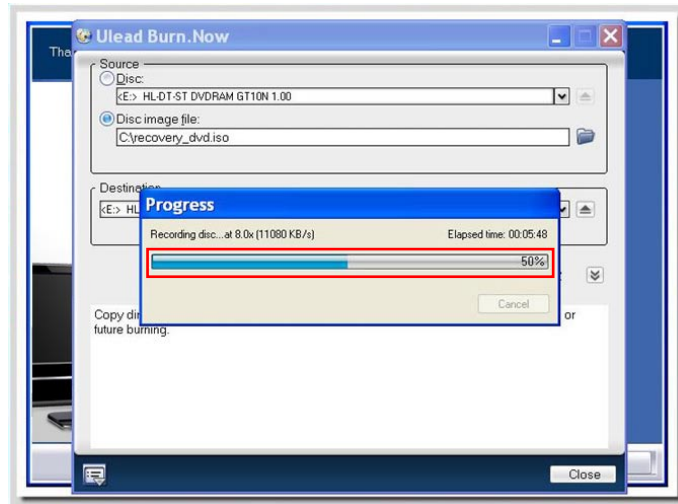 Tha
Ulead Burn.Now
Source
Disc:
<E:> HL-DT-ST DVDRAM GT10N 1.00
Disc image file:
C:\recovery_dvd.iso
Destination
<E:> HL
Progress
Recording disc...at 8.0x (11080 KB/s)
Elapsed time: 00:05:48
50%
Cancel
Copy dir
or
future burning.
Close